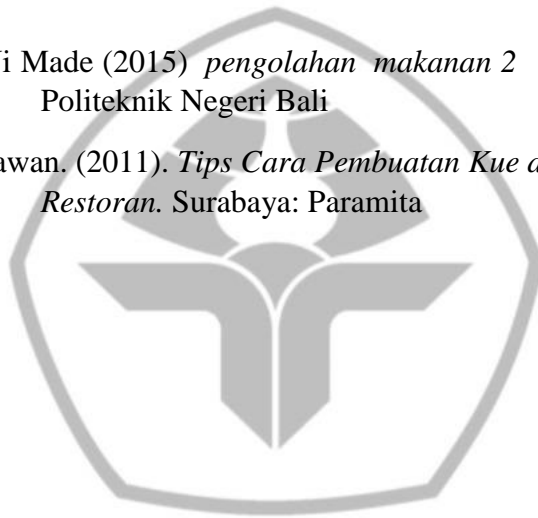 Made (2015) pengolahan makanan 2
Politeknik Negeri Bali
awan. (2011). Tips Cara Pembuatan Kue
Restoran. Surabaya: Paramita